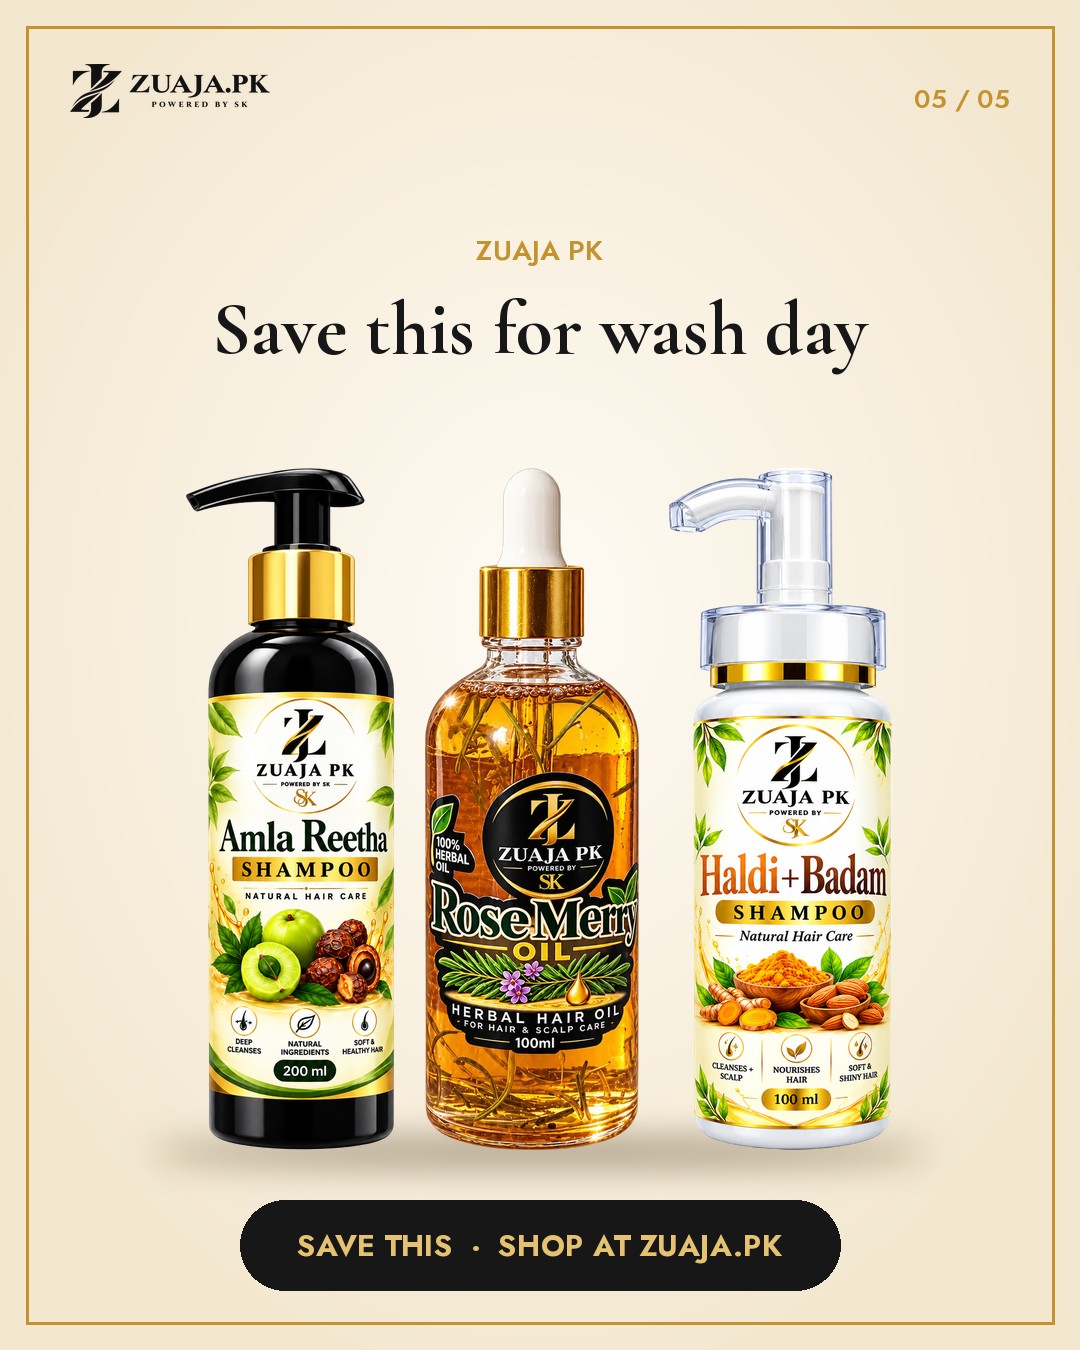 ZUAJA.PK
POWERED BY SK
05 / 05
ZUAJA PK
Save this for wash day
ZUAJA PK
POWERED BY SK
SK
Amla Reetha
SHAMPOO
NATURAL HAIR CARE
DEEP
CLEANSES
NATURAL
INGREDIENTS
SOFT &
HEALTHY HAIR
200 ml
100%
HERBAL
OIL
ZUAJA PK
POWERED BY
SK
RoseMerry
OIL
HERBAL HAIR OIL
- FOR HAIR & SCALP CARE -
100ml
ZUAJA PK
POWERED BY
SK
Haldi+Badam
SHAMPOO
Natural Hair Care
CLEANSES +
SCALP
NOURISHES
HAIR
SOFT &
SHINY HAIR
100 ml
SAVE THIS · SHOP AT ZUAJA.PK